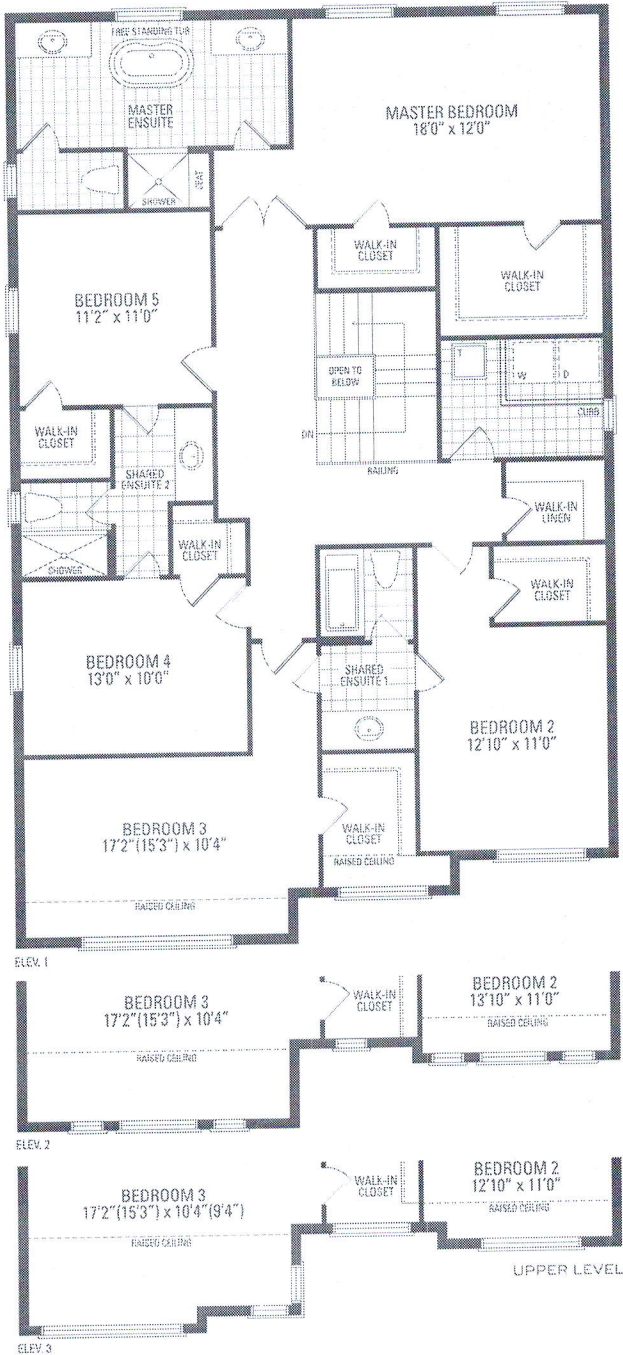 FREE STANDING TUB
MASTER
ENSUITE
MASTER BEDROOM
18'0" x 12'0"
SHOWER
SEAT
WALK-IN
CLOSET
WALK-IN
CLOSET
BEDROOM 5
11'2" x 11'0"
OPEN TO
BELOW
T
W
D
CURB
WALK-IN
CLOSET
DN
RAILING
SHARED
ENSUITE 2
WALK-IN
LINEN
WALK-IN
CLOSET
SHOWER
WALK-IN
CLOSET
BEDROOM 4
13'0" x 10'0"
SHARED
ENSUITE 1
BEDROOM 2
12'10" x 11'0"
BEDROOM 3
17'2"(15'3") x 10'4"
WALK-IN
CLOSET
RAISED CEILING
RAISED CEILING
ELEV. 1
BEDROOM 3
17'2"(15'3") x 10'4"
WALK-IN
CLOSET
BEDROOM 2
13'10" x 11'0"
RAISED CEILING
RAISED CEILING
ELEV. 2
BEDROOM 3
17'2"(15'3") x 10'4"(9'4")
WALK-IN
CLOSET
BEDROOM 2
12'10" x 11'0"
RAISED CEILING
RAISED CEILING
UPPER LEVEL
ELEV. 3